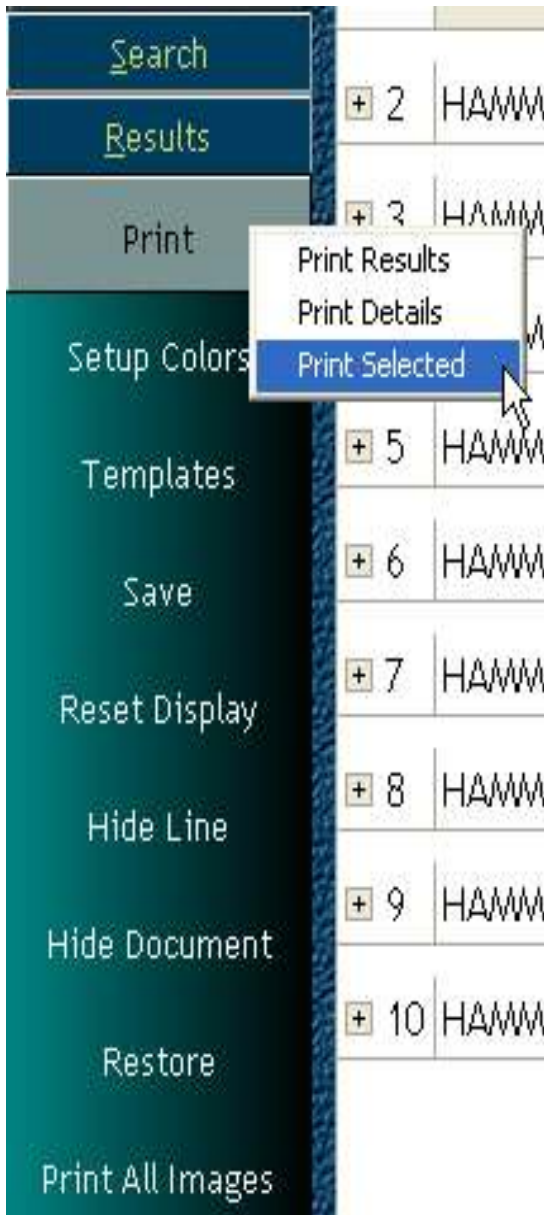 Search
Results
Print
Print Results
Print Details
Print Selected
Setup Colors
Templates
Save
Reset Display
Hide Line
Hide Document
Restore
Print All Images
2
3
5
6
7
8
9
10